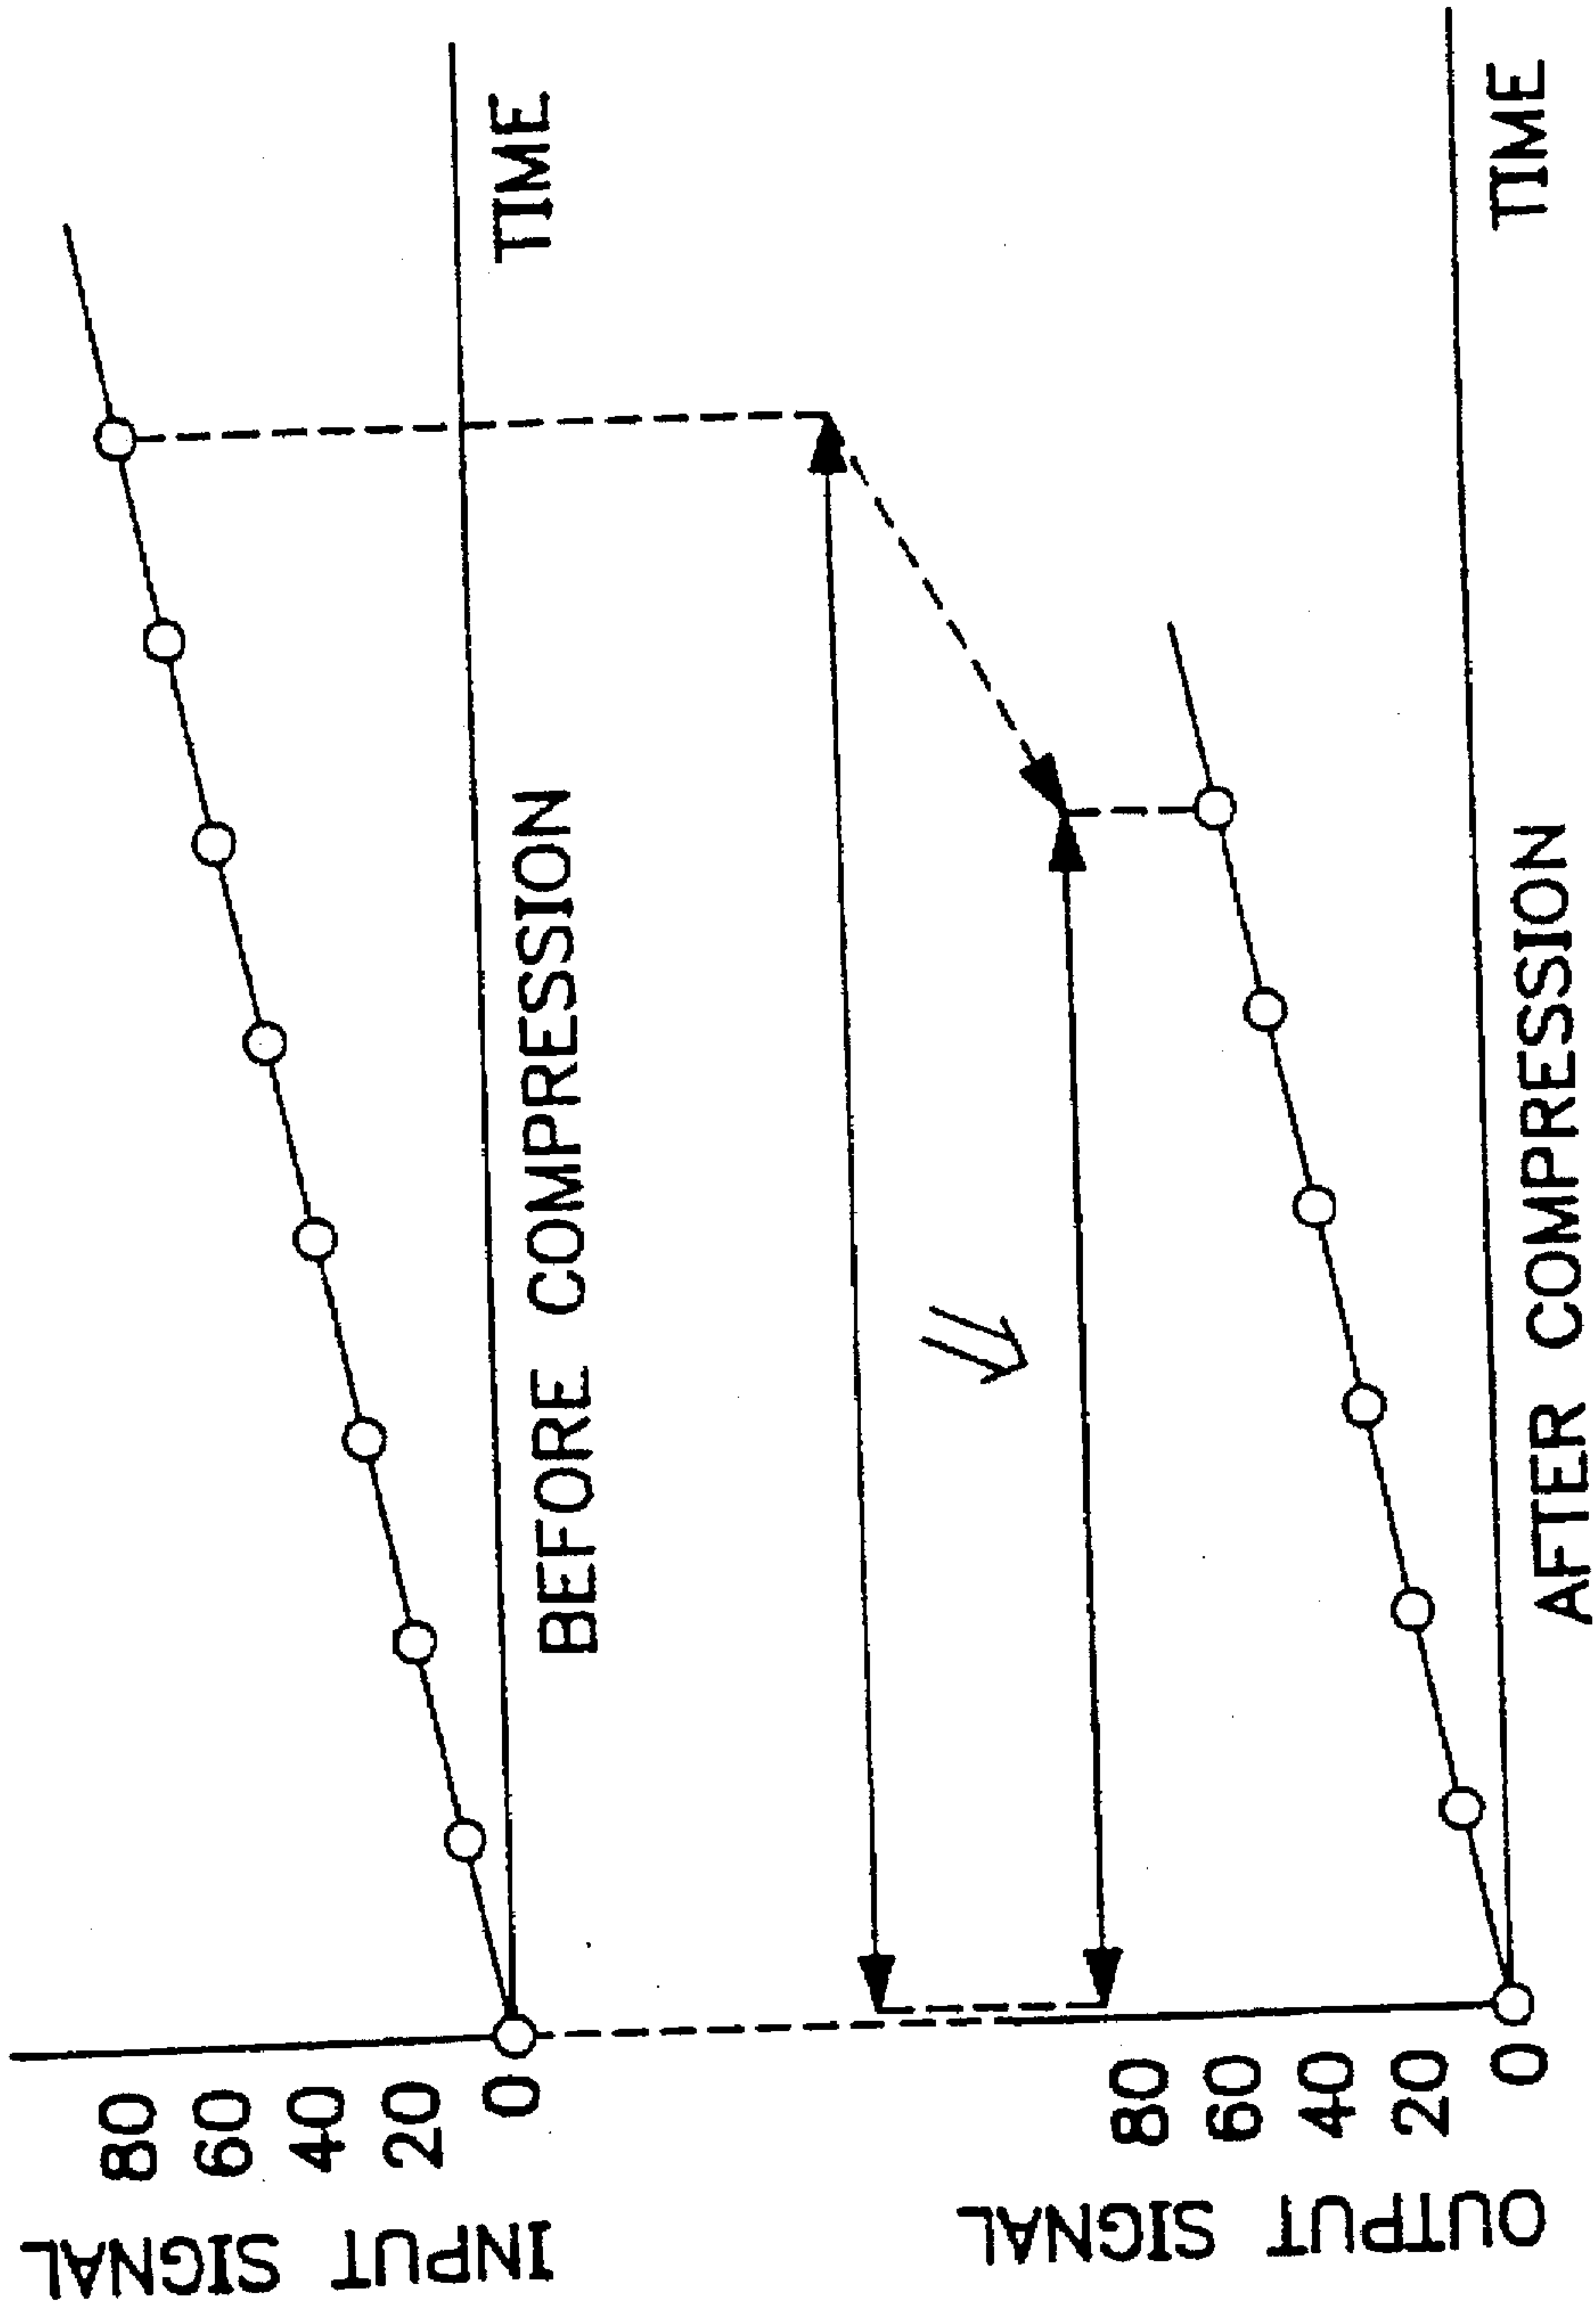 INPUT SIGNAL
80
60
40
20
0
TIME
BEFORE COMPRESSION
OUTPUT SIGNAL
80
60
40
20
0
TIME
AFTER COMPRESSION